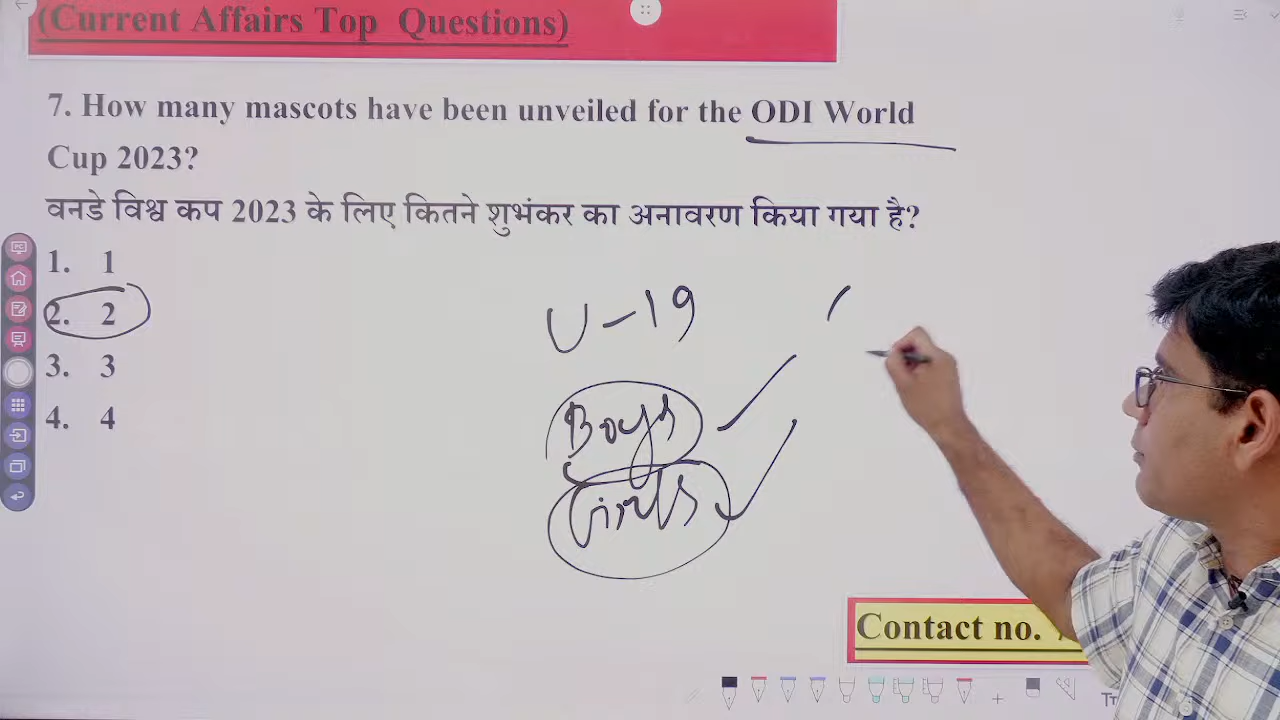 (Current Affairs Top Questions)
7. How many mascots have been unveiled for the ODI World
Cup 2023?
वनडे विश्व कप 2023 के लिए कितने शुभंकर का अनावरण किया गया है?
1. 1
2. 2
3. 3
4. 4
U-19
Boys
Girls
Contact no.